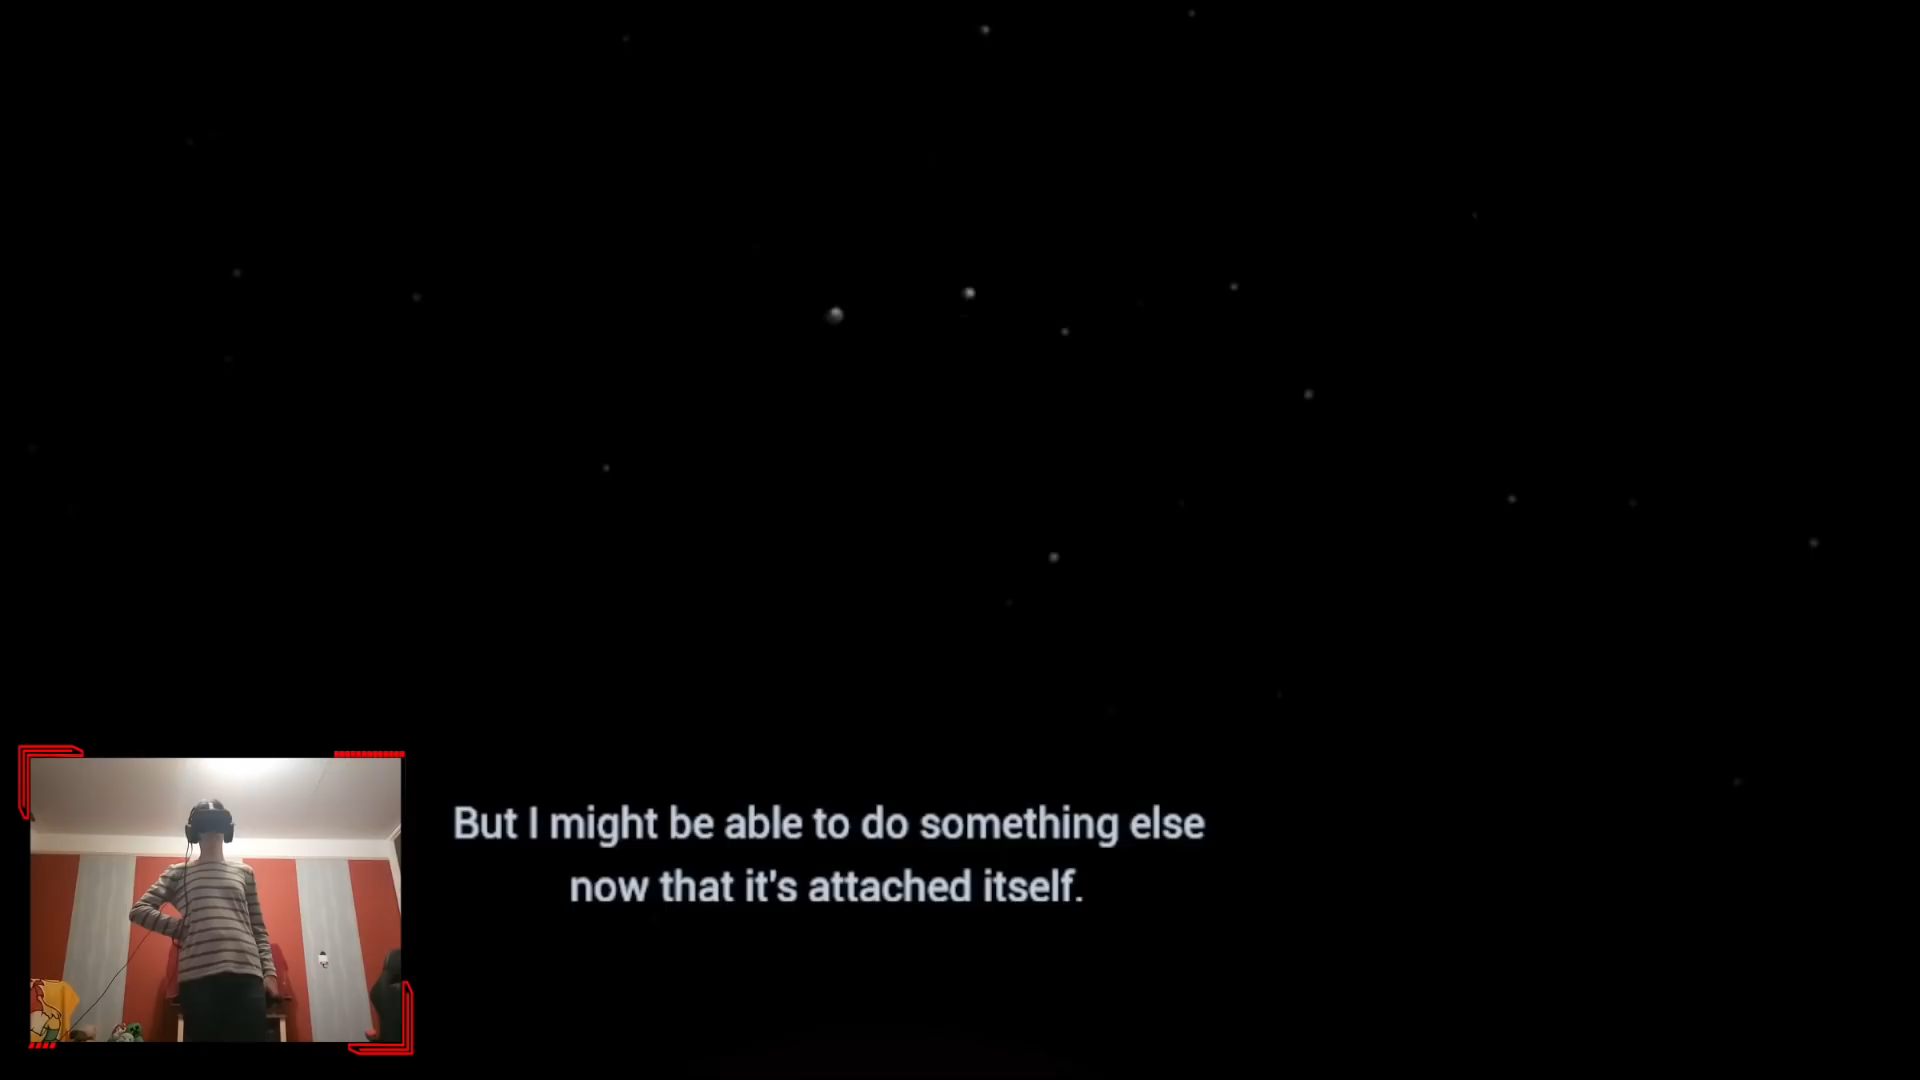 But I might be able to do something else
now that it's attached itself.